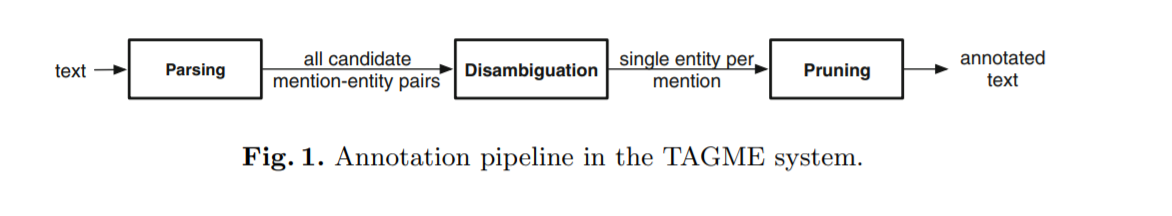 text
Parsing
all candidate
mention-entity pairs
Disambiguation
single entity per
mention
Pruning
annotated
text
Fig. 1. Annotation pipeline in the TAGME system.